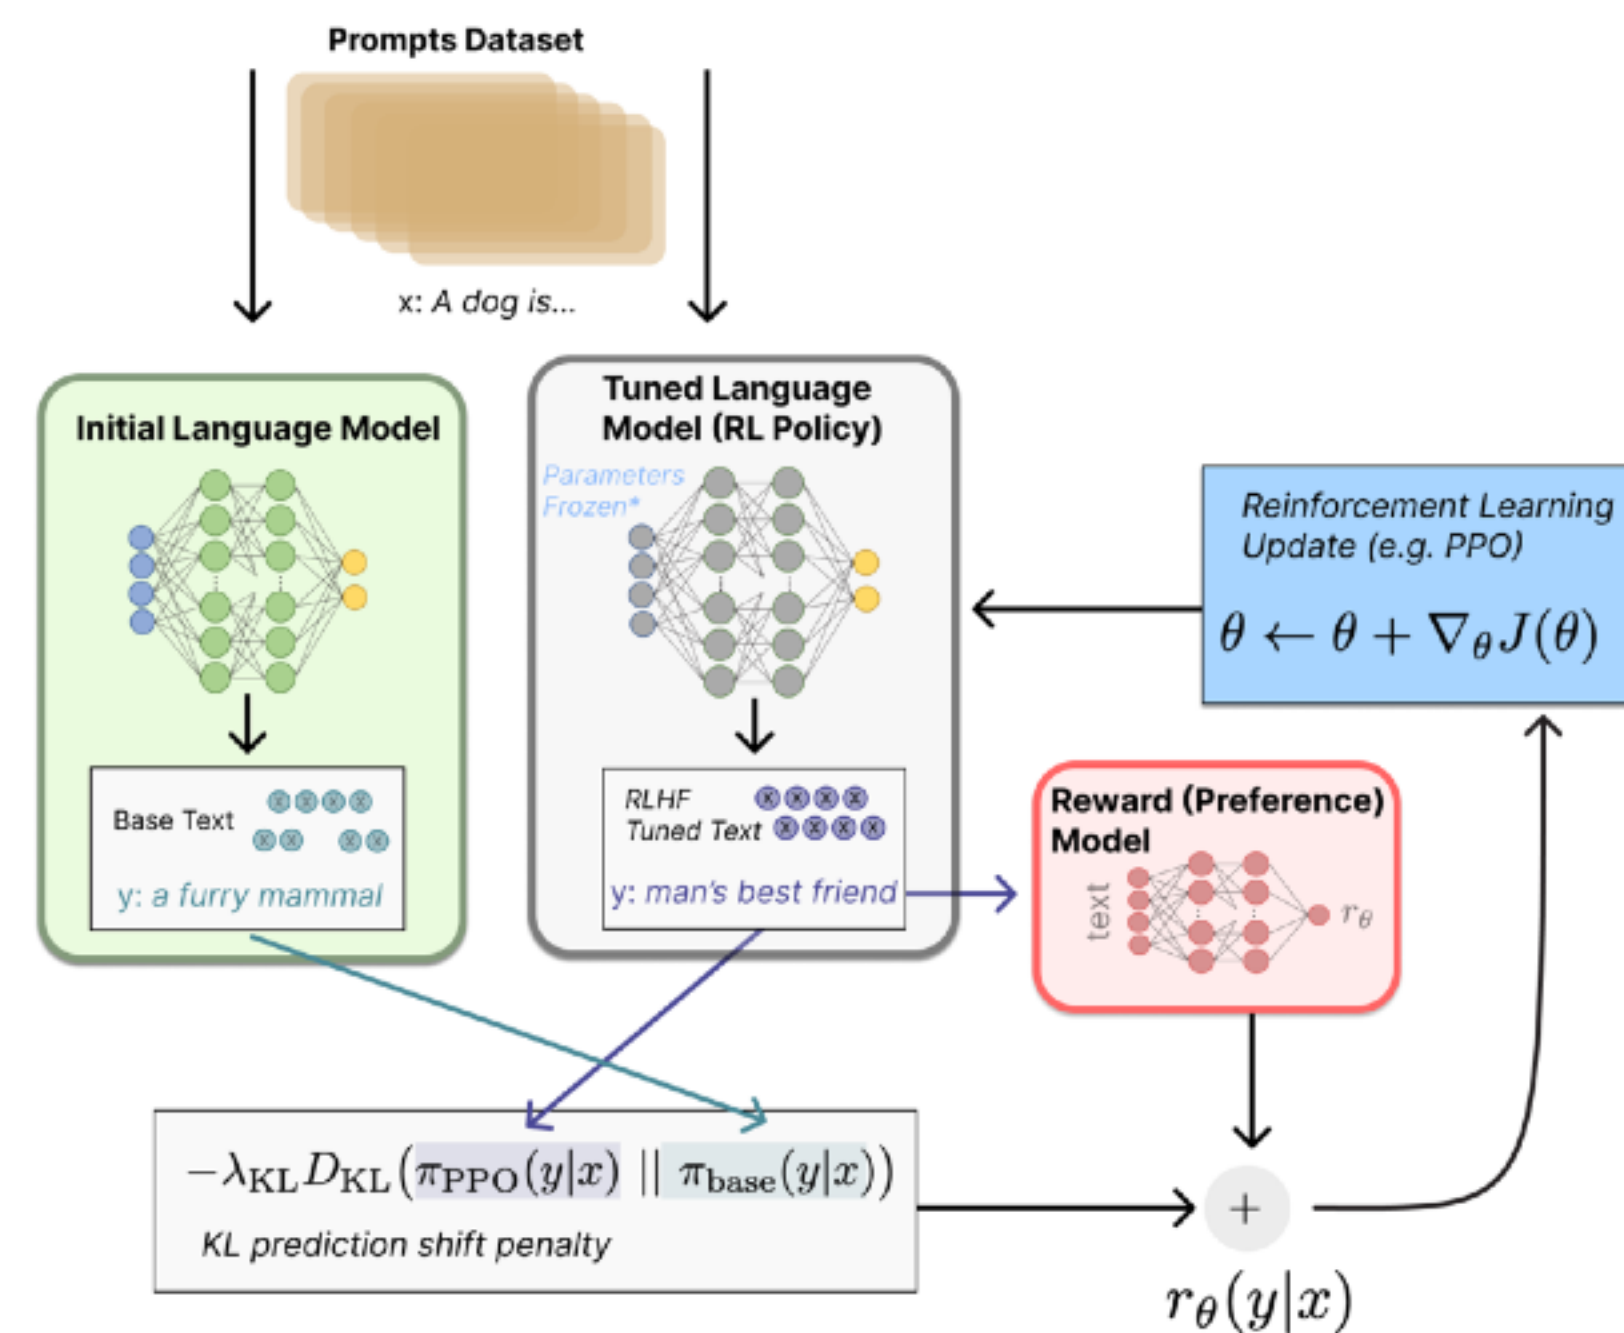 Prompts Dataset
x: A dog is...
Initial Language Model
Tuned Language
Model (RL Policy)
Parameters
Frozen*
Base Text
y: a furry mammal
RLHF
Tuned Text
y: man's best friend
Reinforcement Learning
Update (e.g. PPO)
θ ← θ + ∇θJ(θ)
Reward (Preference)
Model
text
rθ
−λKL DKL(πPPO(y|x) || πbase(y|x))
KL prediction shift penalty
+
rθ(y|x)